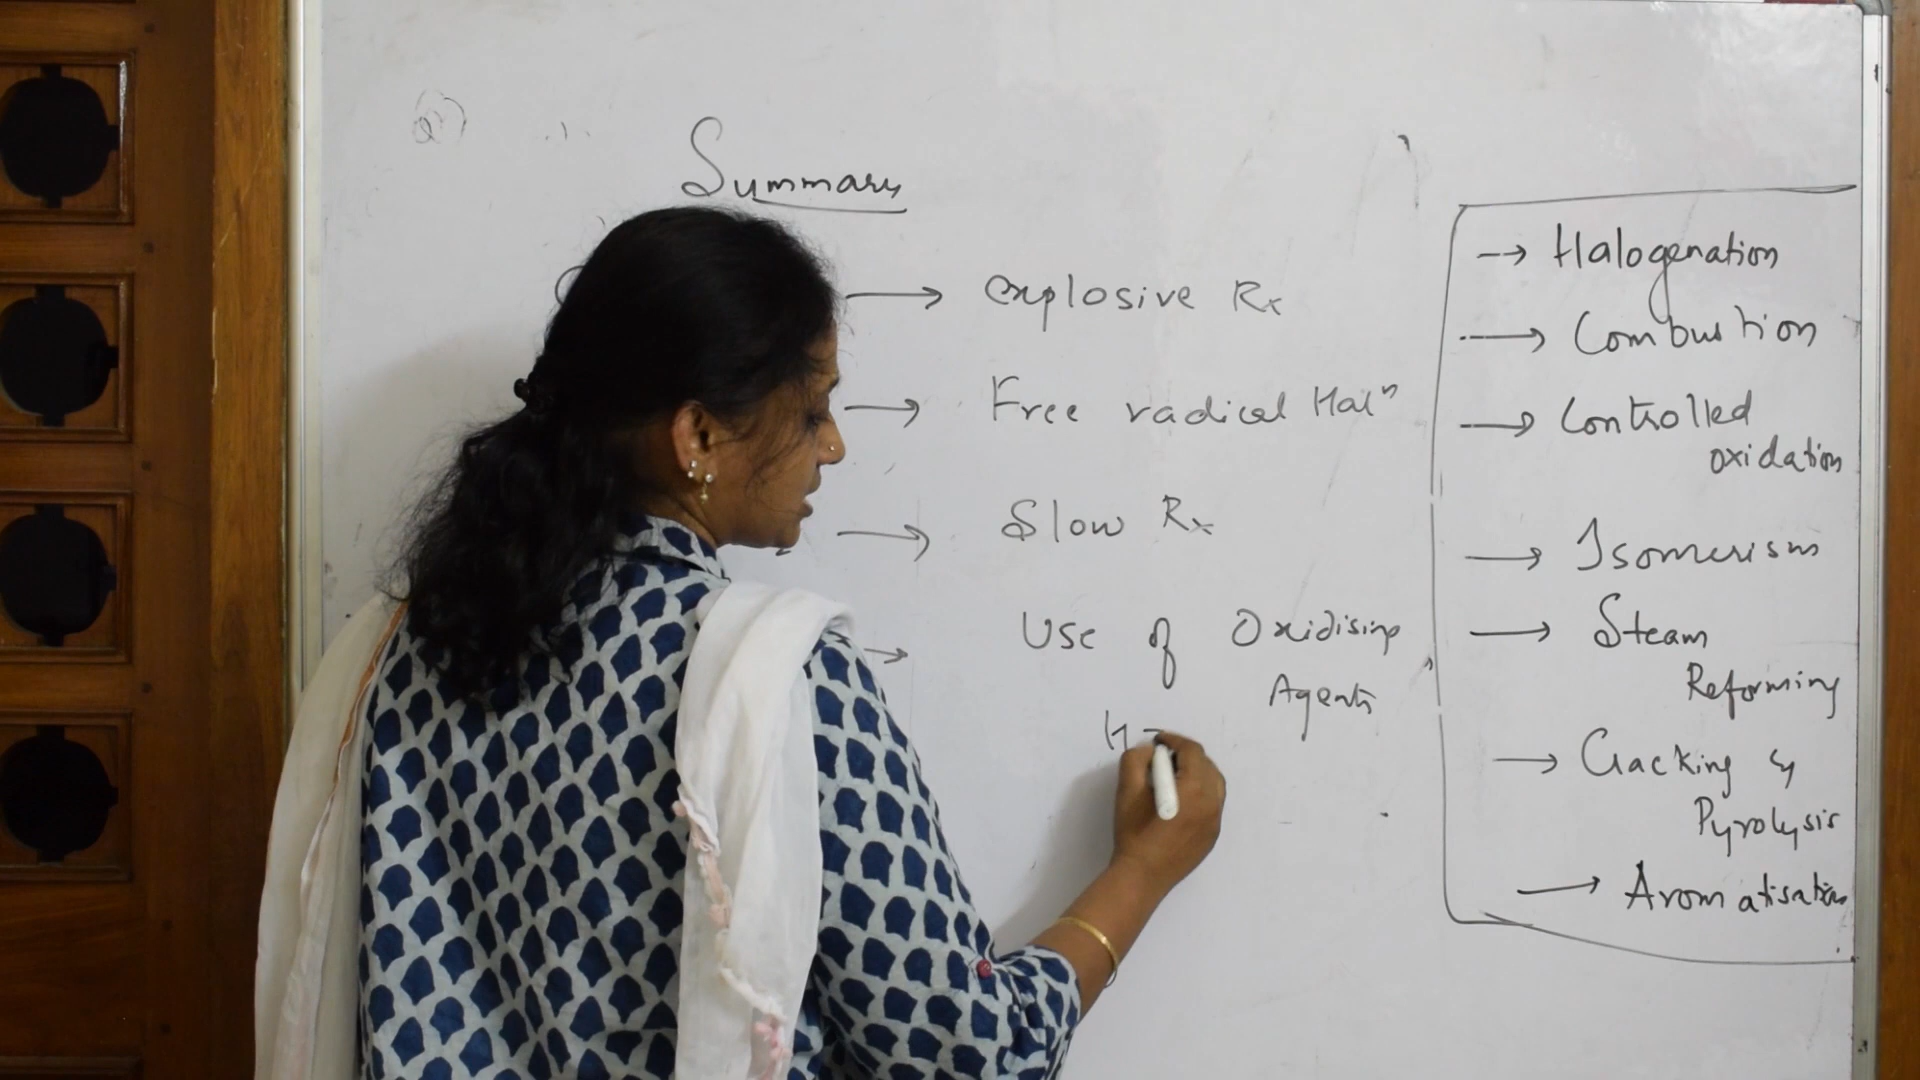 Summary
→ explosive Rx
→ Free radical Halⁿ
→ Slow Rx
→ Use of Oxidising
Agents
→ Halogenation
→ Combustion
→ Controlled
oxidation
→ Isomerism
→ Steam
Reforming
→ Cracking &
Pyrolysis
→ Aromatisation